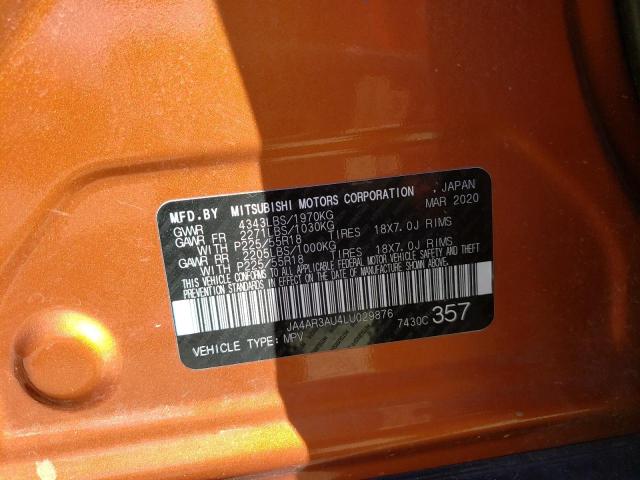 MFD.BY MITSUBISHI MOTORS CORPORATION , JAPAN
GVWR 4343LBS/1970KG MAR 2020
GAWR FR 2271LBS/1030KG
WITH P225/55R18 TIRES 18X7.0J RIMS
GAWR RR 2205LBS/1000KG
WITH P225/55R18 TIRES 18X7.0J RIMS
THIS VEHICLE CONFORMS TO ALL APPLICABLE FEDERAL MOTOR VEHICLE SAFETY AND THEFT
PREVENTION STANDARDS IN EFFECT ON THE DATE OF MANUFACTURE SHOWN ABOVE.
JA4AR3AU4LU029876 7430C 357
VEHICLE TYPE: MPV